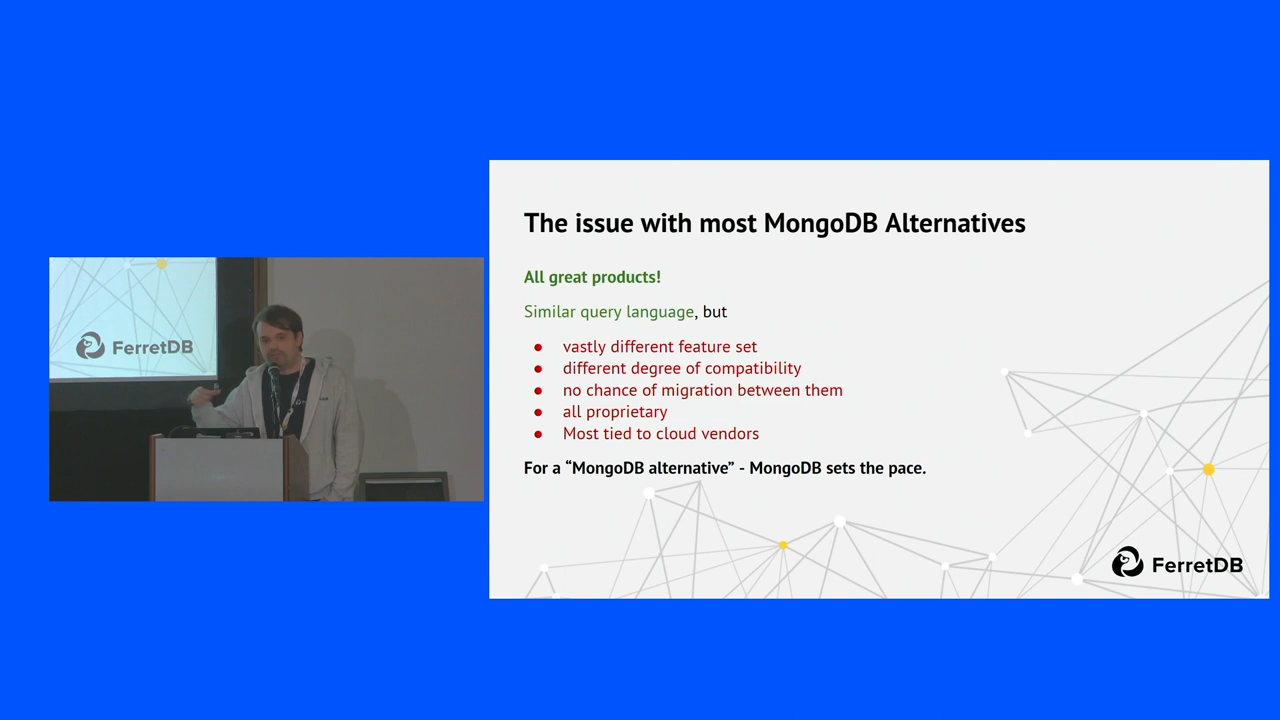 FerretDB
The issue with most MongoDB Alternatives
All great products!
Similar query language, but
● vastly different feature set
● different degree of compatibility
● no chance of migration between them
● all proprietary
● Most tied to cloud vendors
For a “MongoDB alternative” - MongoDB sets the pace.
FerretDB